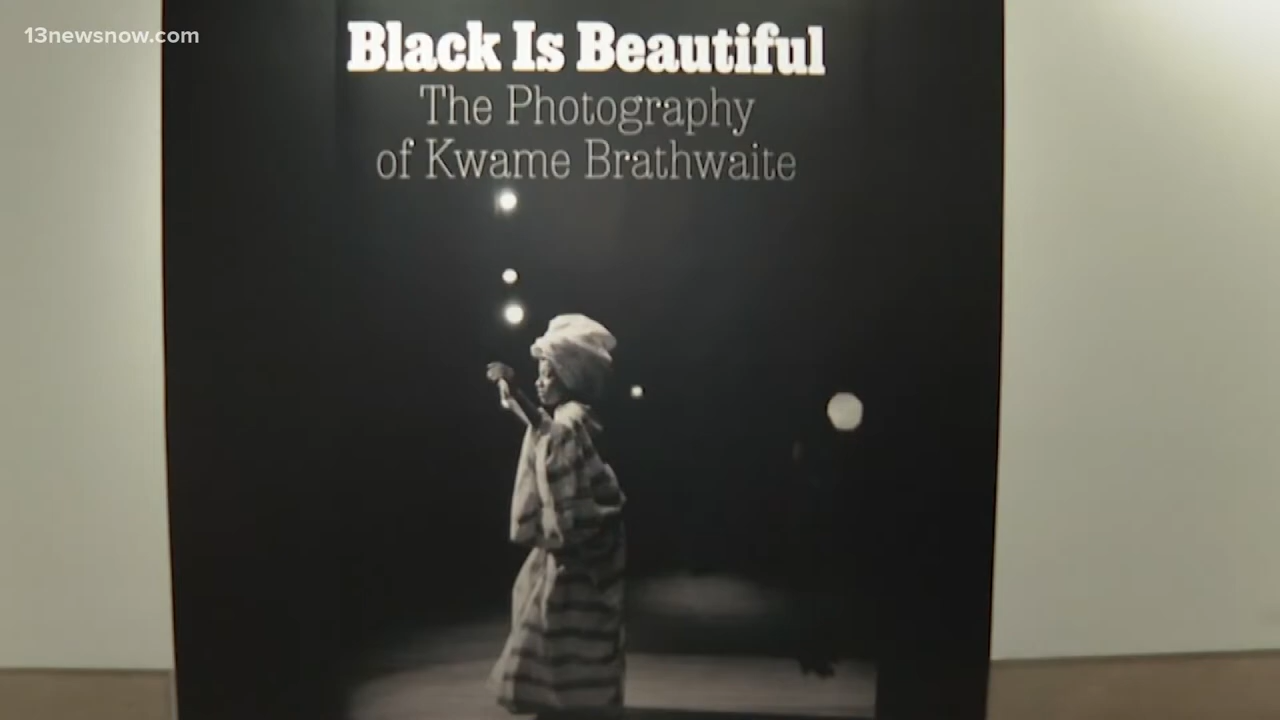 13newsnow.com
Black Is Beautiful
The Photography
of Kwame Brathwaite